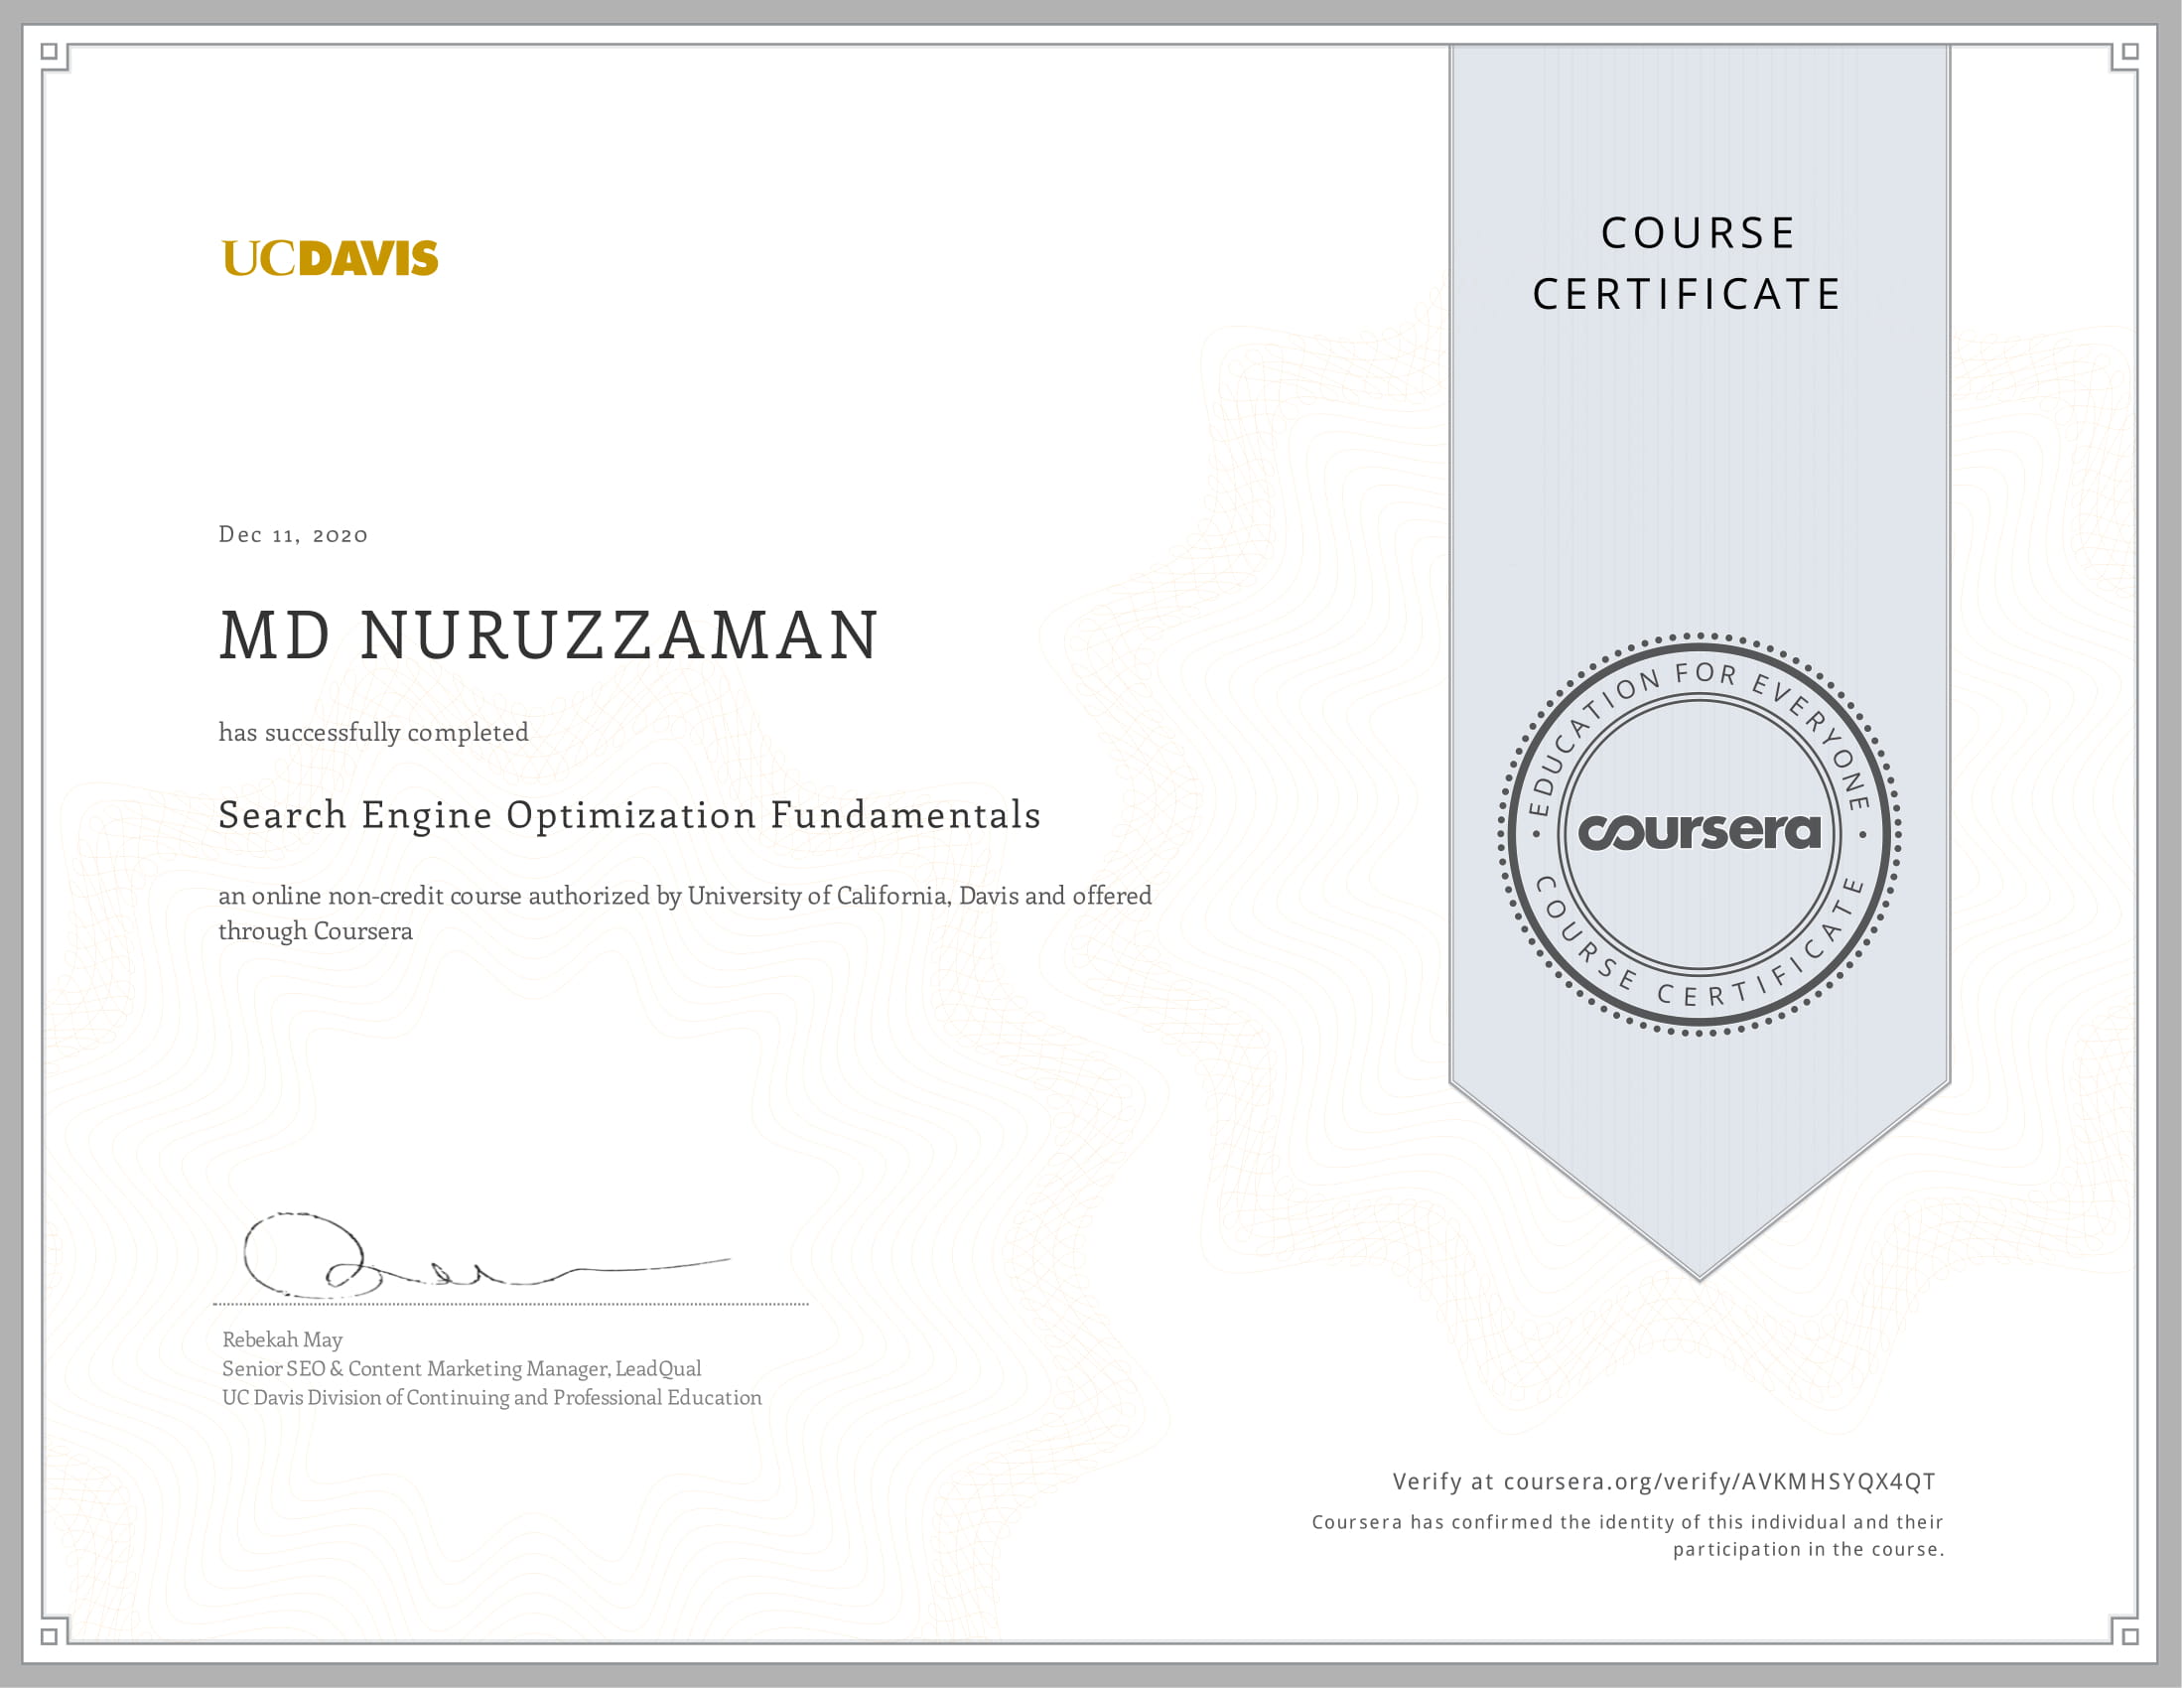 UCDAVIS
COURSE
CERTIFICATE
Dec 11, 2020
MD NURUZZAMAN
has successfully completed
Search Engine Optimization Fundamentals
an online non-credit course authorized by University of California, Davis and offered
through Coursera
EDUCATION FOR EVERYONE
coursera
COURSE CERTIFICATE
Rebekah May
Senior SEO & Content Marketing Manager, LeadQual
UC Davis Division of Continuing and Professional Education
Verify at coursera.org/verify/AVKMHSYQX4QT
Coursera has confirmed the identity of this individual and their
participation in the course.